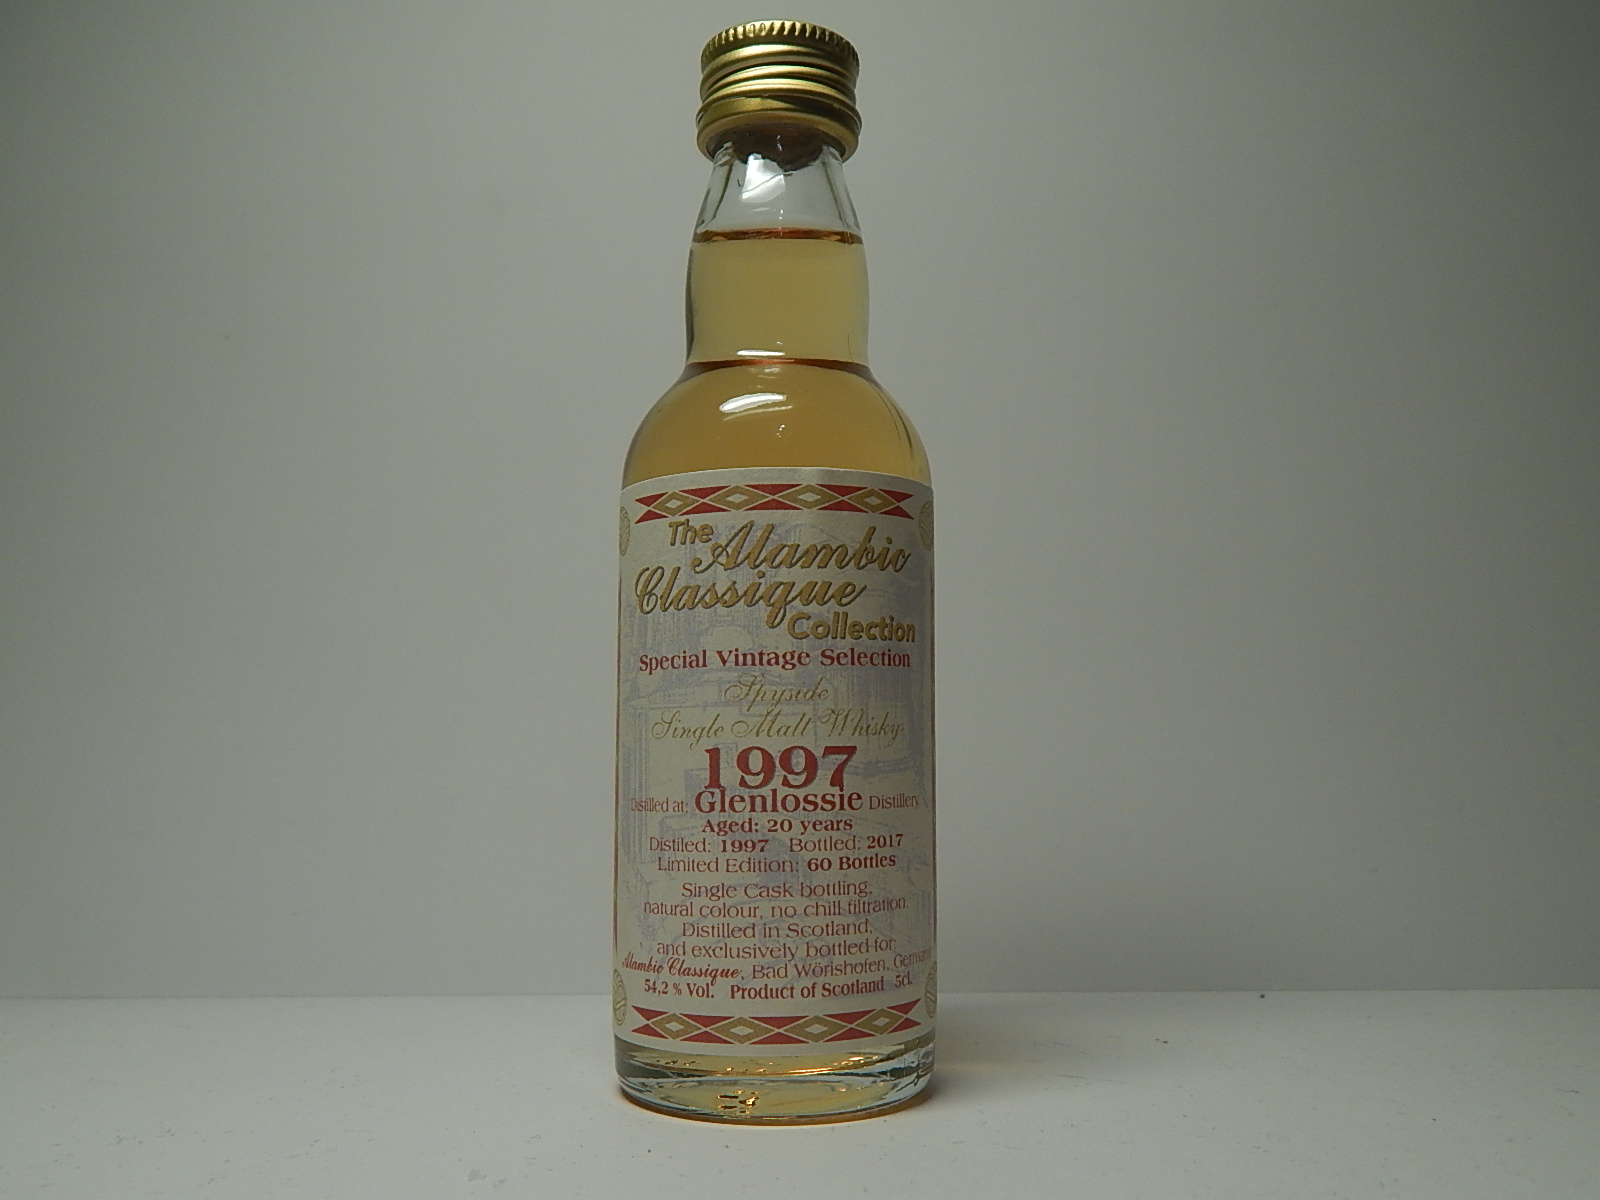 The Alambic
Classique
Collection
Special Vintage Selection
Spyside
Single Malt Whisky
1997
Distilled at: Glenlossie Distillery
Aged: 20 years
Distiled: 1997 Bottled: 2017
Limited Edition: 60 Bottles
Single Cask bottling,
natural colour, no chill filtration.
Distilled in Scotland,
and exclusively bottled for:
Alambic Classique, Bad Wörishofen, Germany
54,2 % Vol. Product of Scotland 5cl.